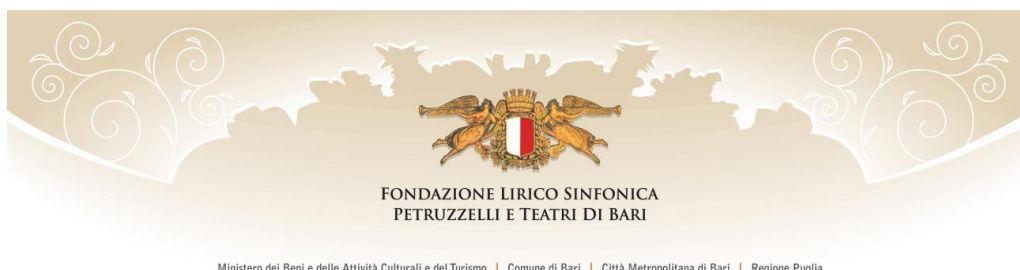 FONDAZIONE LIRICO SINFONICA
PETRUZZELLI E TEATRI DI BARI
Ministero dei Beni e delle Attività Culturali e del Turismo | Comune di Bari | Città Metropolitana di Bari | Regione Puglia